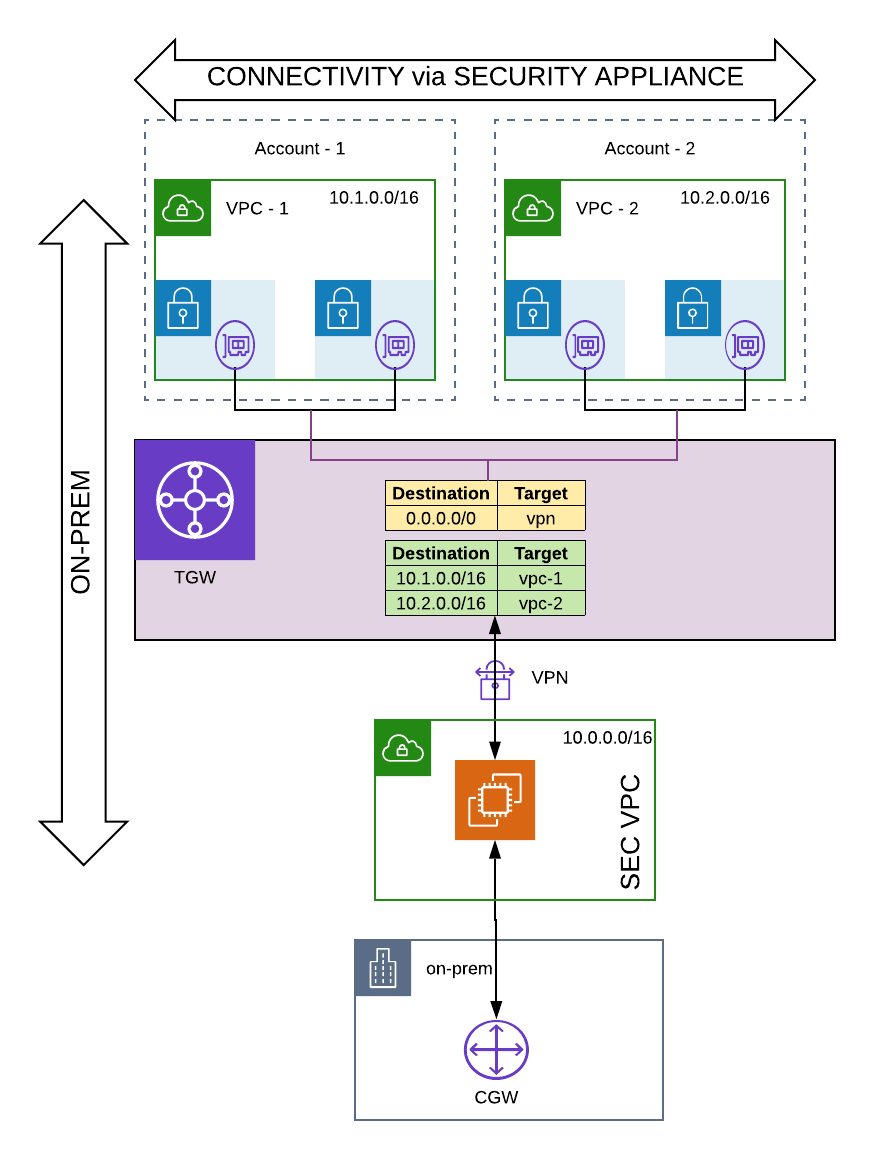 CONNECTIVITY via SECURITY APPLIANCE
Account - 1
Account - 2
VPC - 1
10.1.0.0/16
VPC - 2
10.2.0.0/16
ON-PREM
TGW
Destination Target
0.0.0.0/0 vpn
Destination Target
10.1.0.0/16 vpc-1
10.2.0.0/16 vpc-2
VPN
10.0.0.0/16
SEC VPC
on-prem
CGW